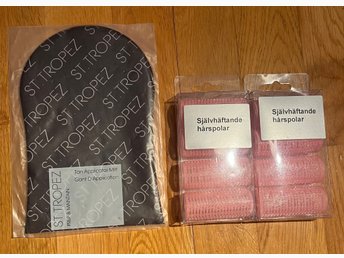 ST.TROPEZ
ST.TROPEZ
ST.TROPEZ
ST.TROPEZ
Tan Applicator Mitt
Gant D'Application
ST.TROPEZ
Självhäftande
hårspolar
Självhäftande
hårspolar